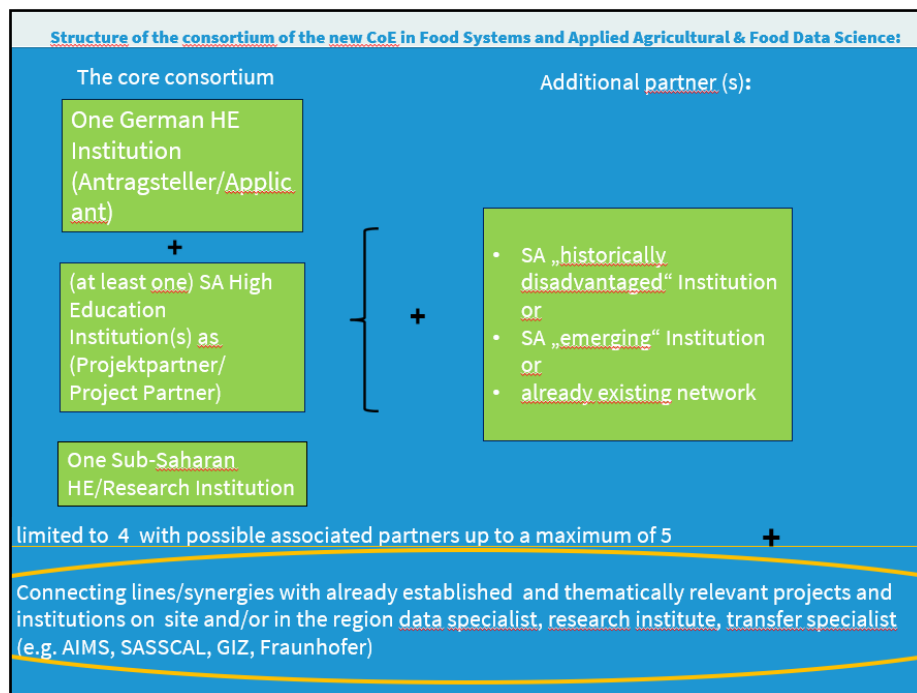 Structure of the consortium of the new CoE in Food Systems and Applied Agricultural & Food Data Science:
The core consortium
One German HE
Institution
(Antragsteller/Applic
ant)
+
(at least one) SA High
Education
Institution(s) as
(Projektpartner/
Project Partner)
One Sub-Saharan
HE/Research Institution
+
Additional partner (s):
• SA „historically
disadvantaged“ Institution
or
• SA „emerging“ Institution
or
• already existing network
limited to 4 with possible associated partners up to a maximum of 5
+
Connecting lines/synergies with already established and thematically relevant projects and
institutions on site and/or in the region data specialist, research institute, transfer specialist
(e.g. AIMS, SASSCAL, GIZ, Fraunhofer)